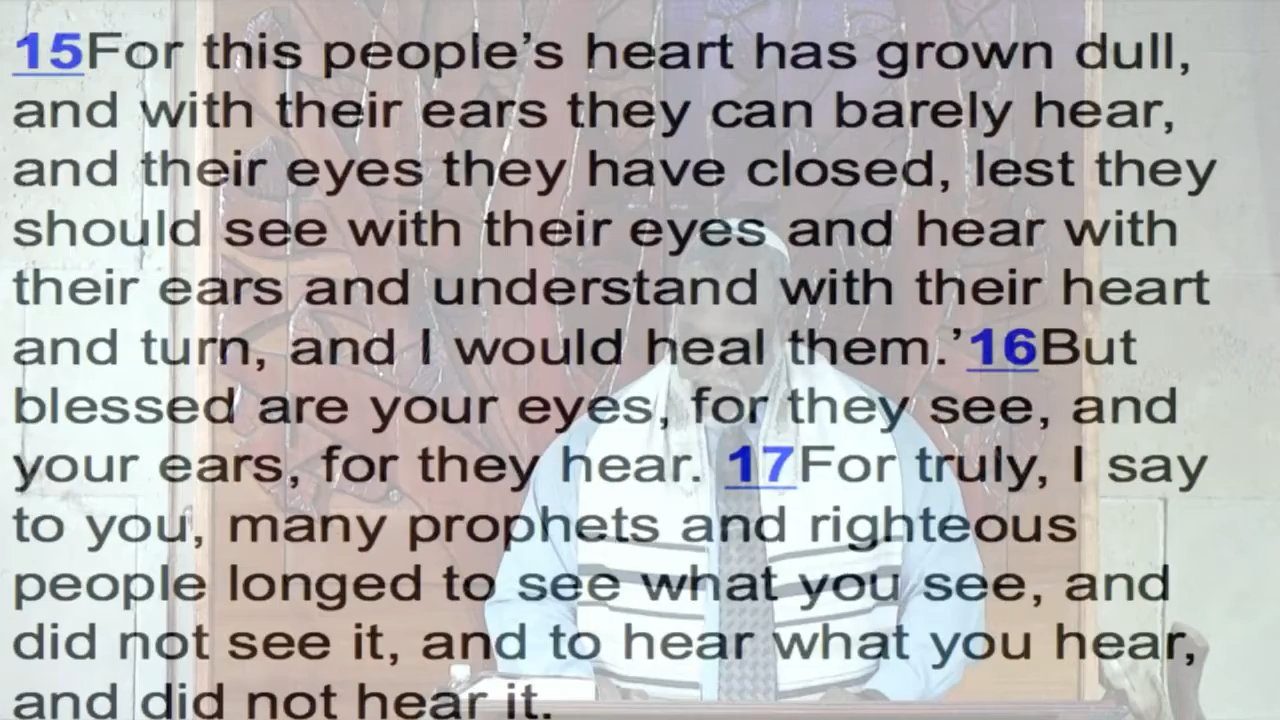 15For this people’s heart has grown dull,
and with their ears they can barely hear,
and their eyes they have closed, lest they
should see with their eyes and hear with
their ears and understand with their heart
and turn, and I would heal them.’16But
blessed are your eyes, for they see, and
your ears, for they hear. 17For truly, I say
to you, many prophets and righteous
people longed to see what you see, and
did not see it, and to hear what you hear,
and did not hear it.